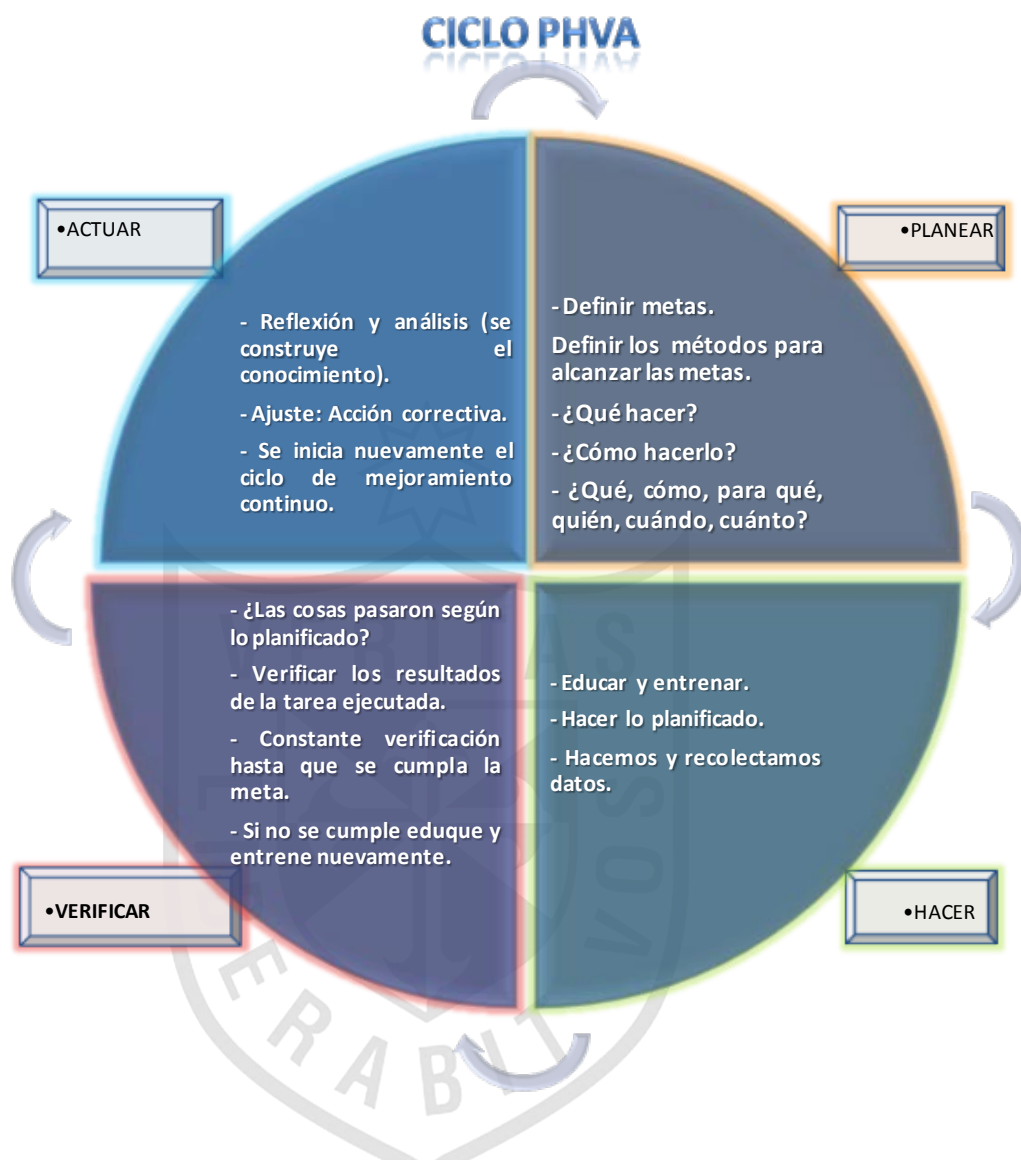 CICLO PHVA
•ACTUAR
•PLANEAR
- Reflexión y análisis (se
construye el
conocimiento).
- Ajuste: Acción correctiva.
- Se inicia nuevamente el
ciclo de mejoramiento
continuo.
- Definir metas.
Definir los métodos para
alcanzar las metas.
- ¿Qué hacer?
- ¿Cómo hacerlo?
- ¿Qué, cómo, para qué,
quién, cuándo, cuánto?
- ¿Las cosas pasaron según
lo planificado?
- Verificar los resultados
de la tarea ejecutada.
- Constante verificación
hasta que se cumpla la
meta.
- Si no se cumple eduque y
entrene nuevamente.
- Educar y entrenar.
- Hacer lo planificado.
- Hacemos y recolectamos
datos.
•VERIFICAR
•HACER